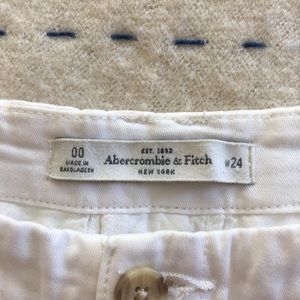 00
MADE IN
BANGLADESH
EST. 1892
Abercrombie & Fitch
NEW YORK
W24